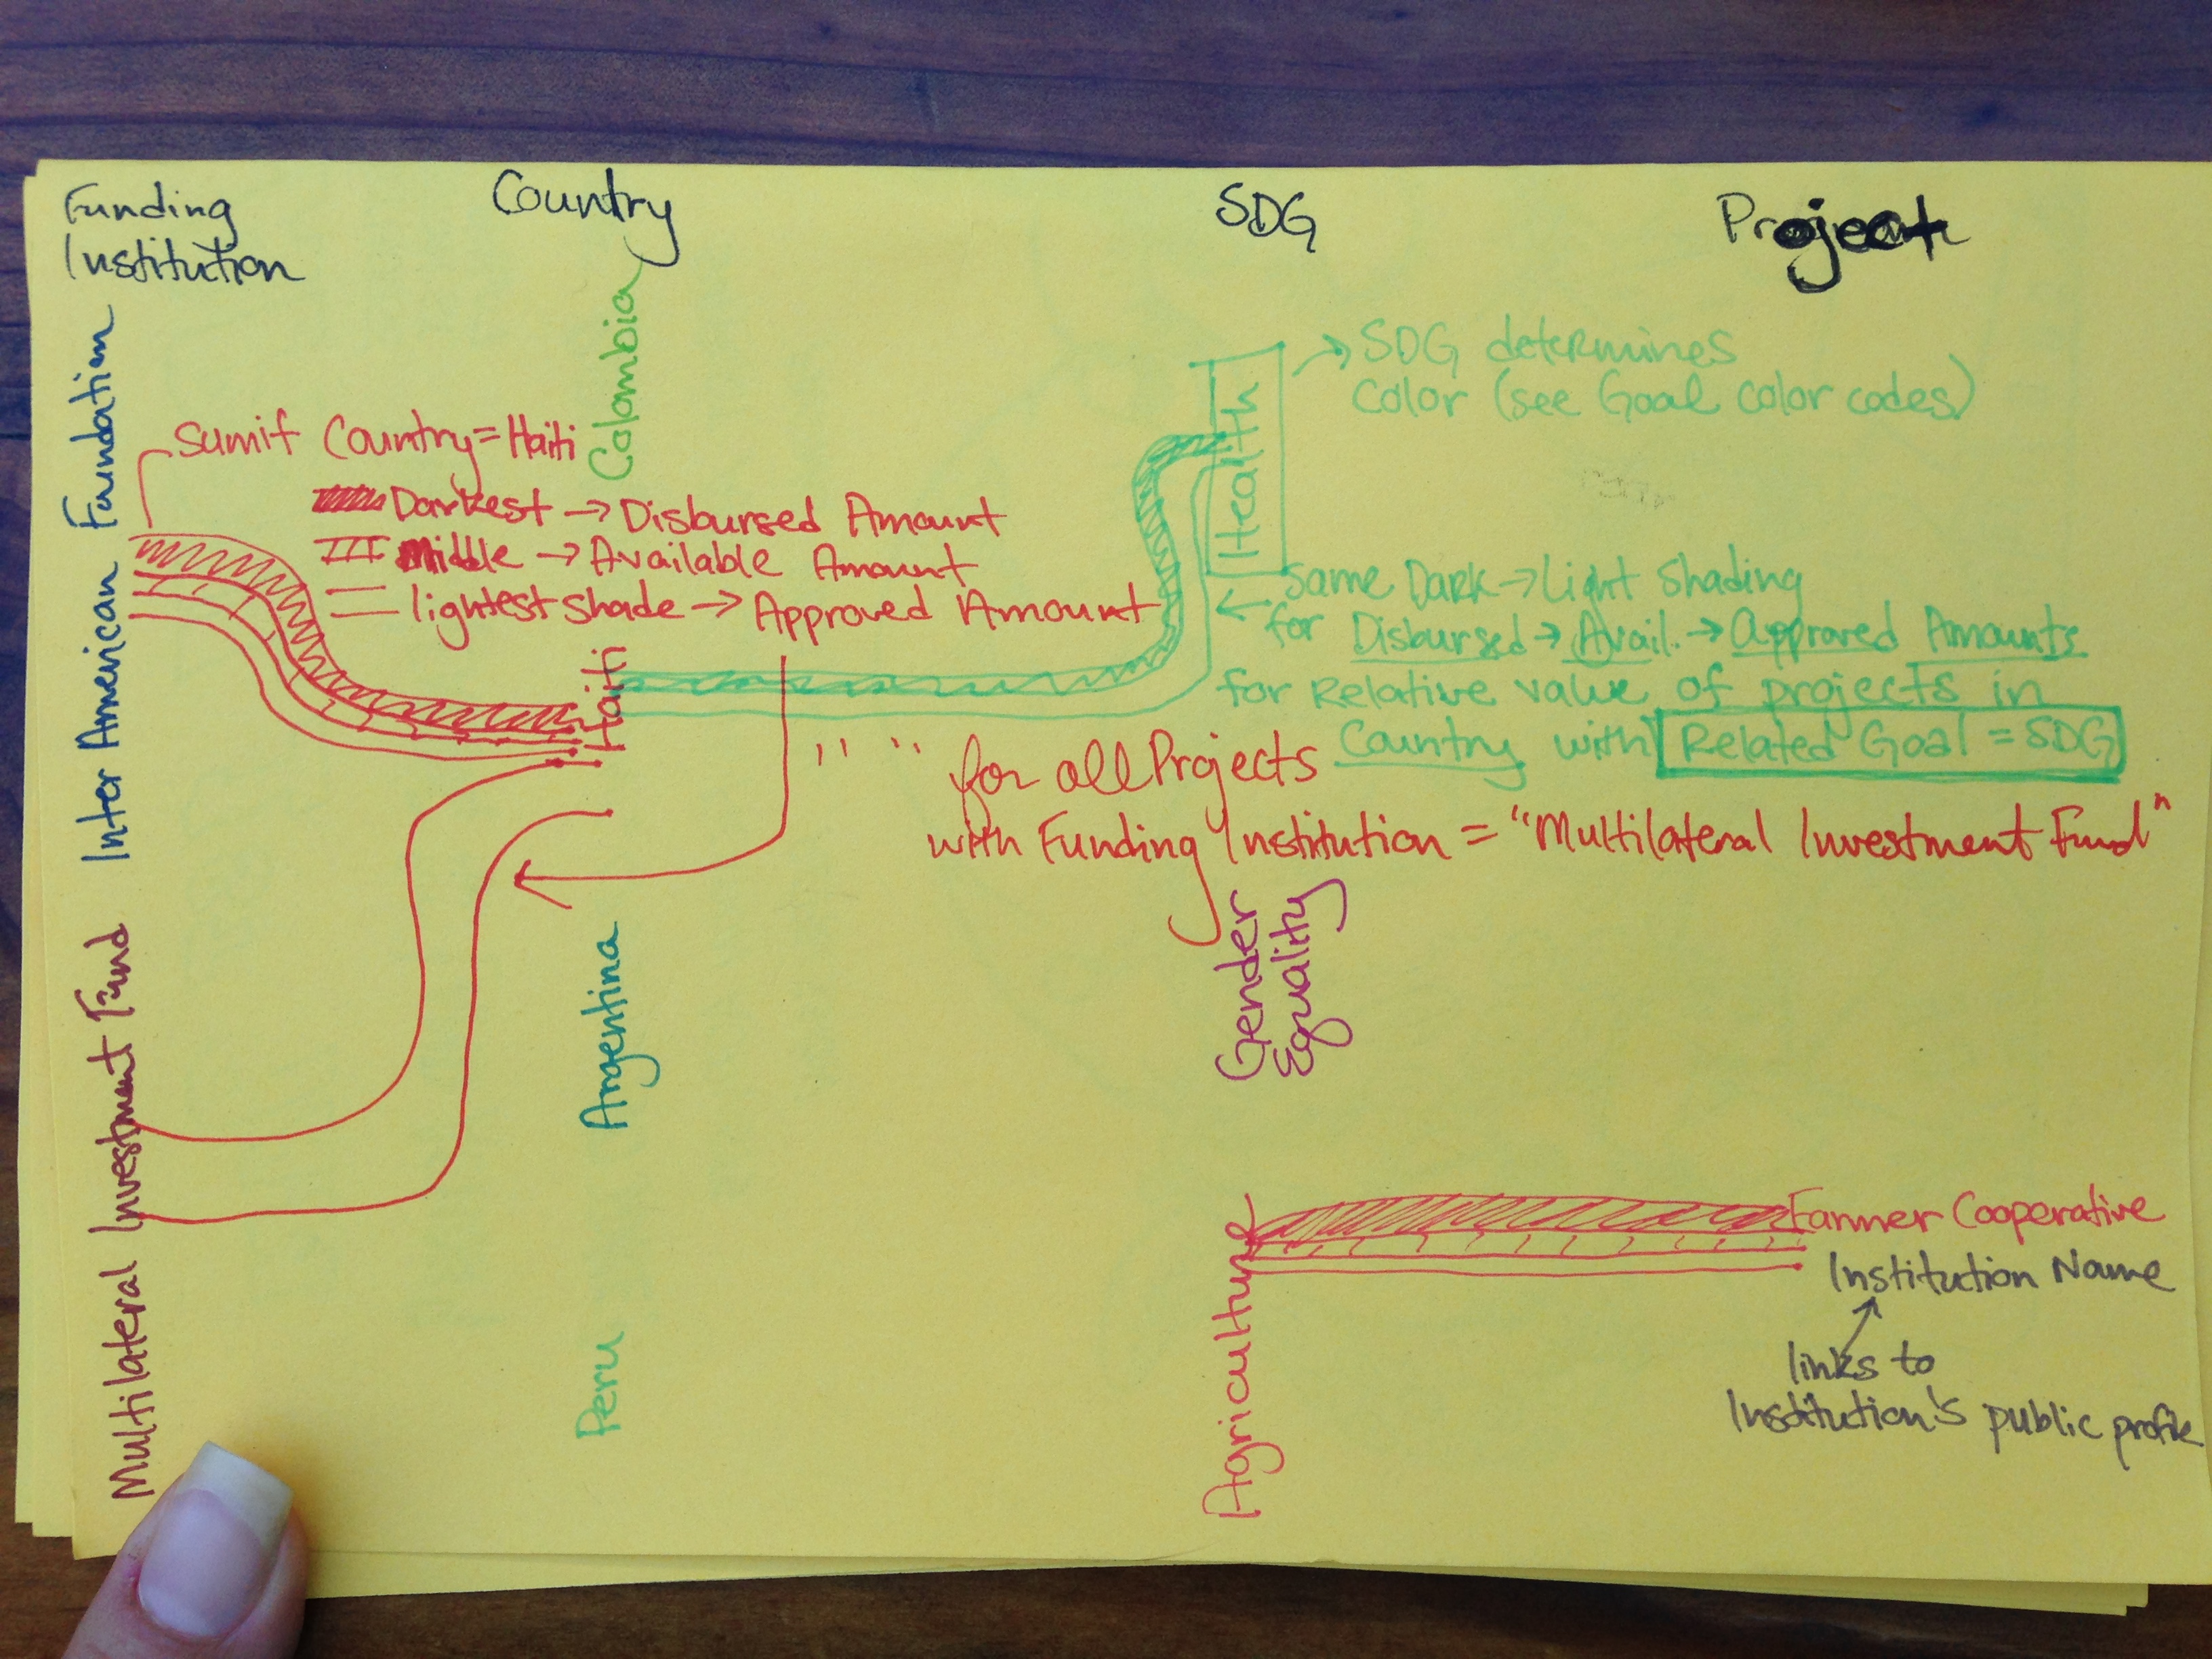 Funding
Institution
Country
SDG
Project
Inter American Foundation
Multilateral Investment Fund
Colombia
Haiti
Argentina
Peru
sumif Country = Haiti
Darkest → Disbursed Amount
Middle → Available Amount
lightest shade → Approved Amount
Health
→ SDG determines
Color (see Goal color codes)
← Same Dark → Light Shading
for Disbursed → Avail. → Approved Amounts
for Relative value of projects in
Country with Related Goal = SDG
" " for all Projects
with Funding Institution = "Multilateral Investment Fund"
Gender
Equality
Agriculture
Farmer Cooperative
Institution Name
links to
Institution's public profile